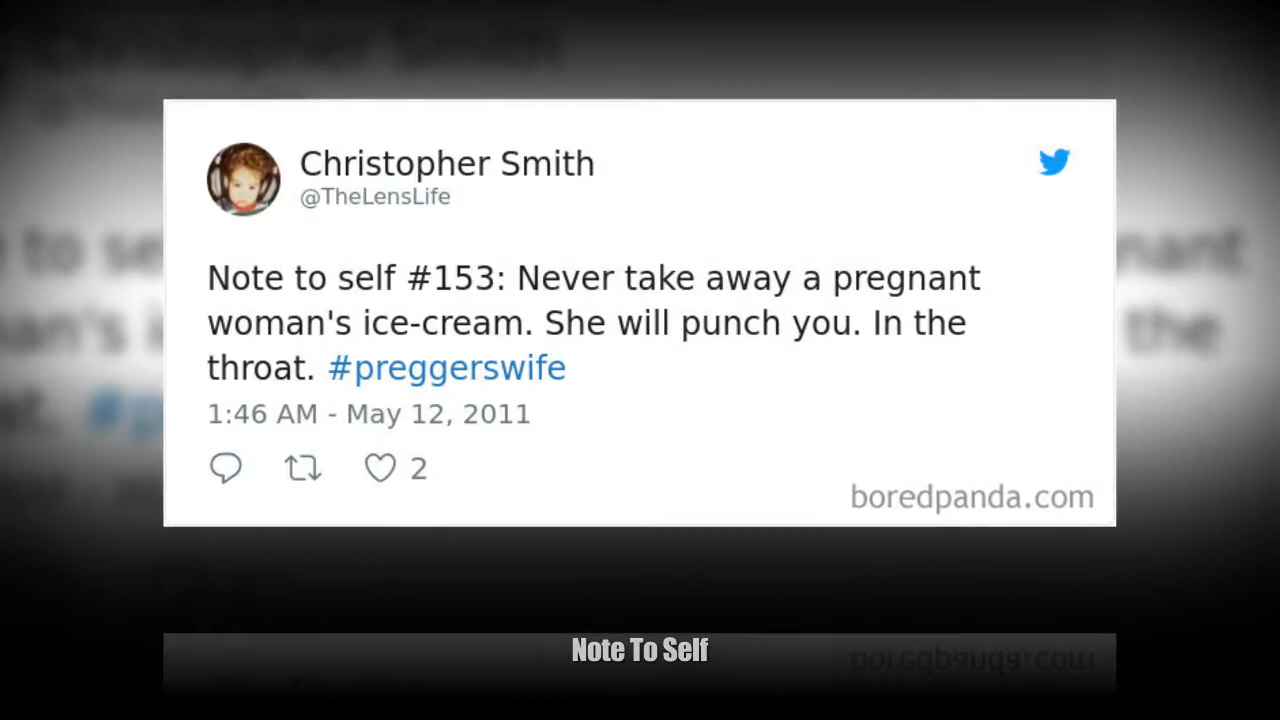 Christopher Smith
@TheLensLife
Note to self #153: Never take away a pregnant
woman's ice-cream. She will punch you. In the
throat. #preggerswife
1:46 AM - May 12, 2011
2
boredpanda.com
Note To Self